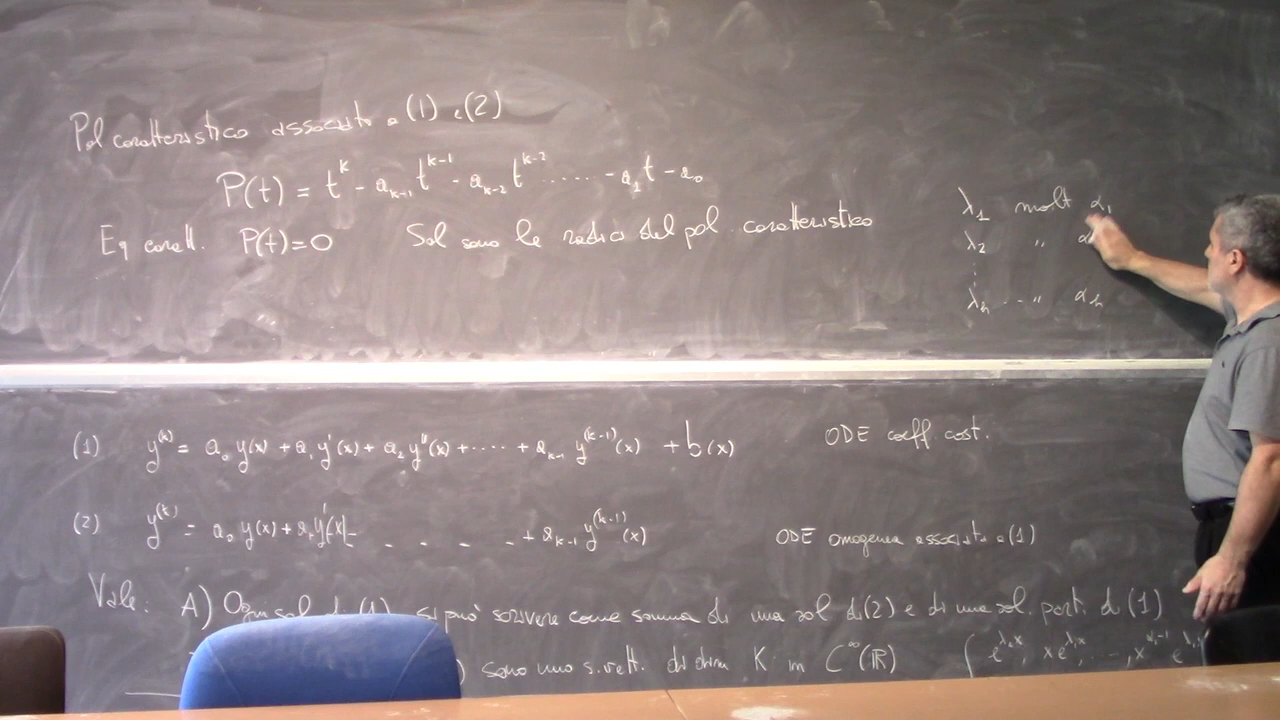 Pol caratteristico associato a (1) e (2)
P(t) = t^k - a_{k-1} t^{k-1} - a_{k-2} t^{k-2} ...... - a_1 t - a_0
Eq caratt. P(t)=0 Sol sono le radici del pol. caratteristico
λ_1 molt α_1
λ_2 " α
⋮
λ_h -- " α_h
(1) y^{(k)} = a_0 y(x) + a_1 y'(x) + a_2 y''(x) + ---- + a_{k-1} y^{(k-1)}(x) + b(x) ODE coeff. cost.
(2) y^{(k)} = a_0 y(x) + a_1 y'(x) - - - - - + a_{k-1} y^{(k-1)}(x) ODE omogenea associata a (1)
Vale: A) Ogni sol di (1) si può scrivere come somma di una sol di (2) e di una sol. part. di (1)
) sono uno s. vett. di dim K in C^∞(ℝ) { e^{λ_1 x}, x e^{λ_1 x}, --, x^{α_1-1} e^{λ_1